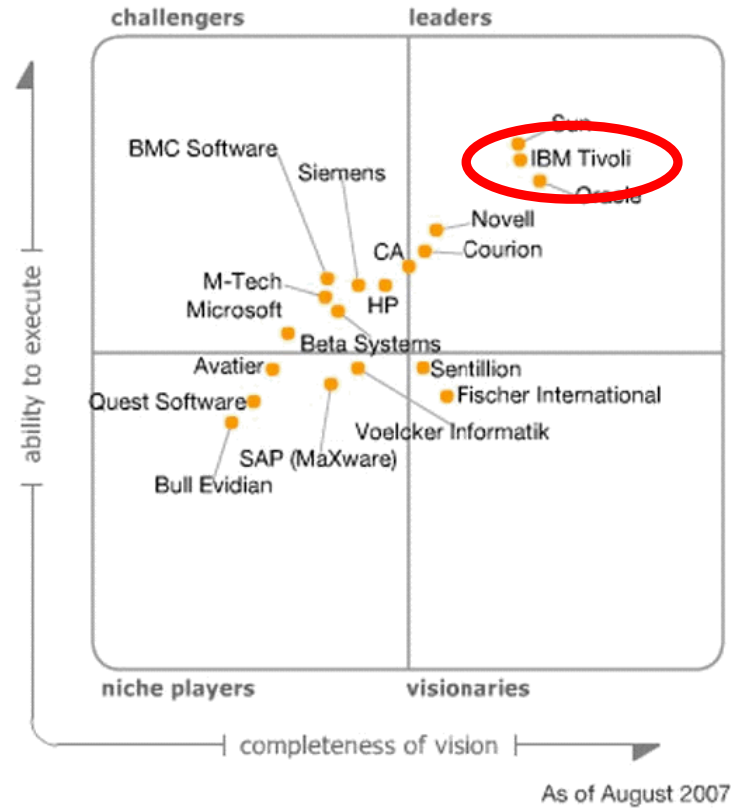 challengers
leaders
Sun
BMC Software
IBM Tivoli
Siemens
Oracle
Novell
CA
Courion
M-Tech
HP
Microsoft
Beta Systems
Avatier
Sentillion
Quest Software
Fischer International
Voelcker Informatik
SAP (MaXware)
Bull Evidian
ability to execute
niche players
visionaries
completeness of vision
As of August 2007